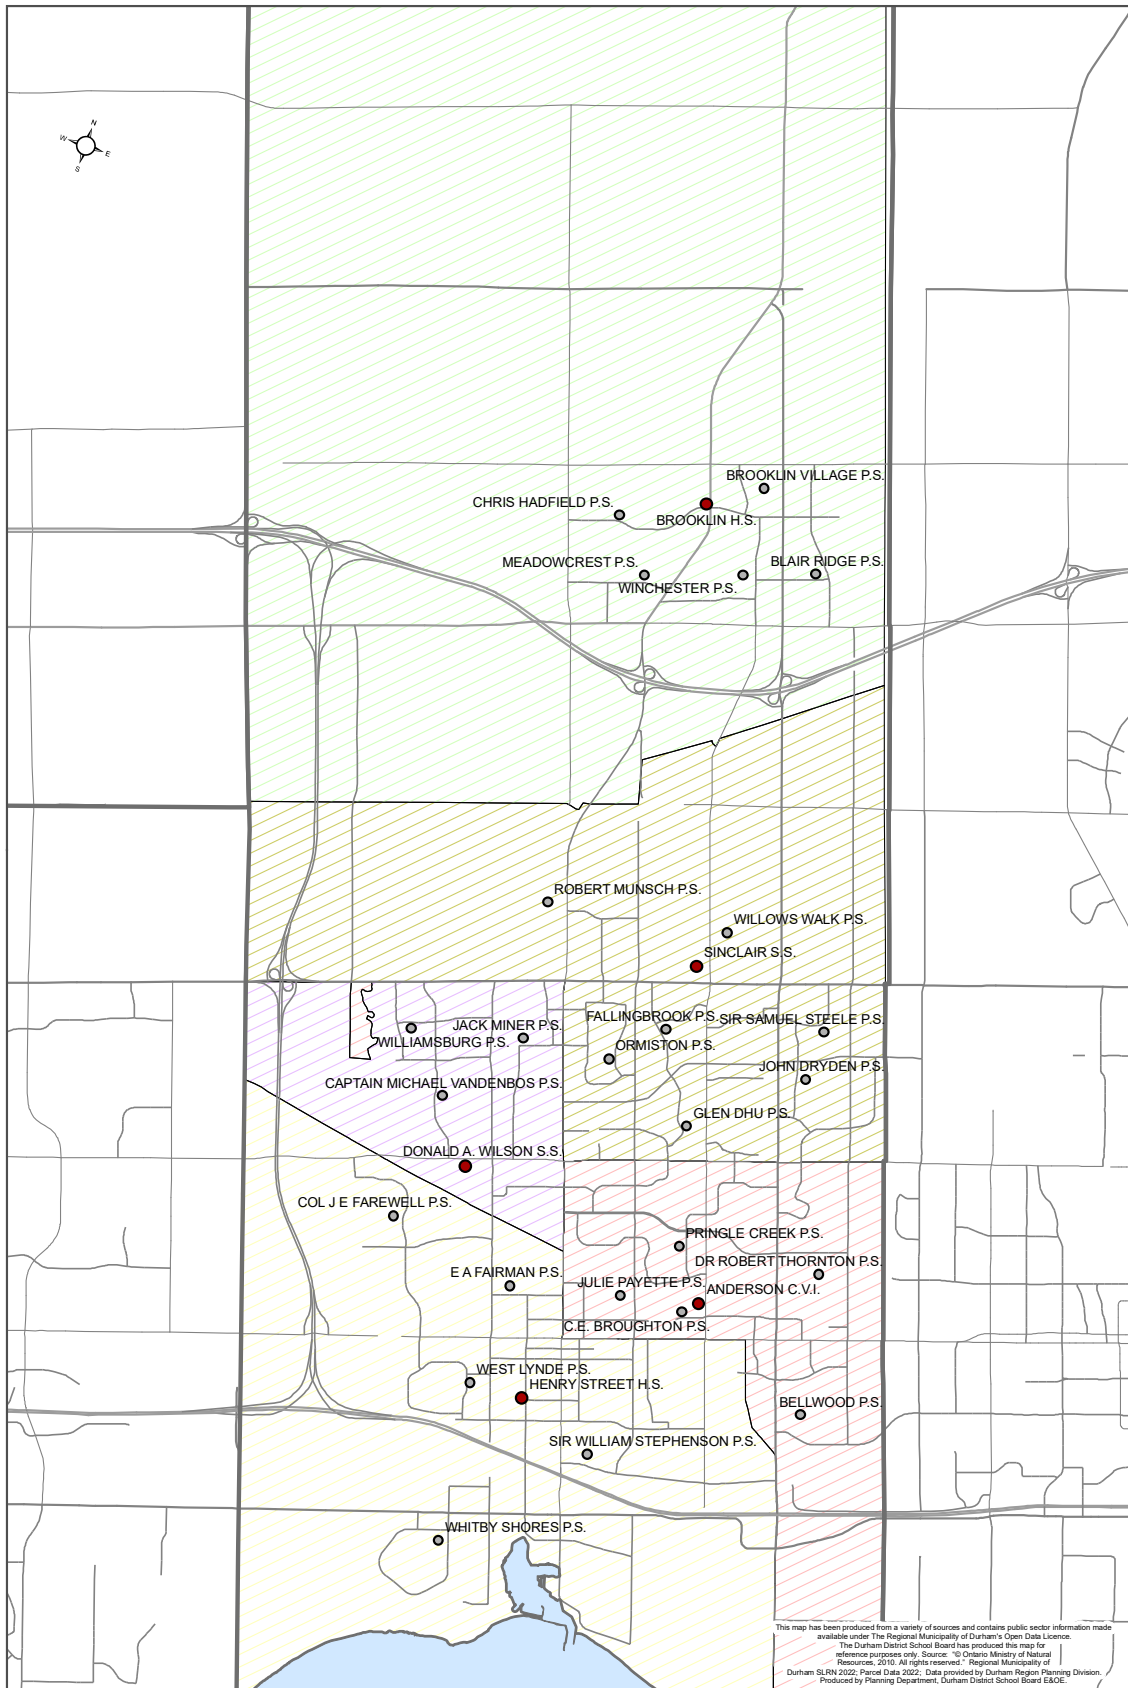 N
W
E
S
BROOKLIN VILLAGE P.S.
CHRIS HADFIELD P.S.
BROOKLIN H.S.
MEADOWCREST P.S.
BLAIR RIDGE P.S.
WINCHESTER P.S.
ROBERT MUNSCH P.S.
WILLOWS WALK P.S.
SINCLAIR S.S.
FALLINGBROOK P.S.
SIR SAMUEL STEELE P.S.
JACK MINER P.S.
WILLIAMSBURG P.S.
ORMISTON P.S.
JOHN DRYDEN P.S.
CAPTAIN MICHAEL VANDENBOS P.S.
GLEN DHU P.S.
DONALD A. WILSON S.S.
COL J E FAREWELL P.S.
PRINGLE CREEK P.S.
DR ROBERT THORNTON P.S.
E A FAIRMAN P.S.
JULIE PAYETTE P.S.
ANDERSON C.V.I.
C.E. BROUGHTON P.S.
WEST LYNDE P.S.
HENRY STREET H.S.
BELLWOOD P.S.
SIR WILLIAM STEPHENSON P.S.
WHITBY SHORES P.S.
This map has been produced from a variety of sources and contains public sector information made
available under The Regional Municipality of Durham's Open Data Licence.
The Durham District School Board has produced this map for
reference purposes only. Source: "© Ontario Ministry of Natural
Resources, 2010. All rights reserved." Regional Municipality of
Durham SLRN 2022; Parcel Data 2022; Data provided by Durham Region Planning Division.
Produced by Planning Department, Durham District School Board E&OE.